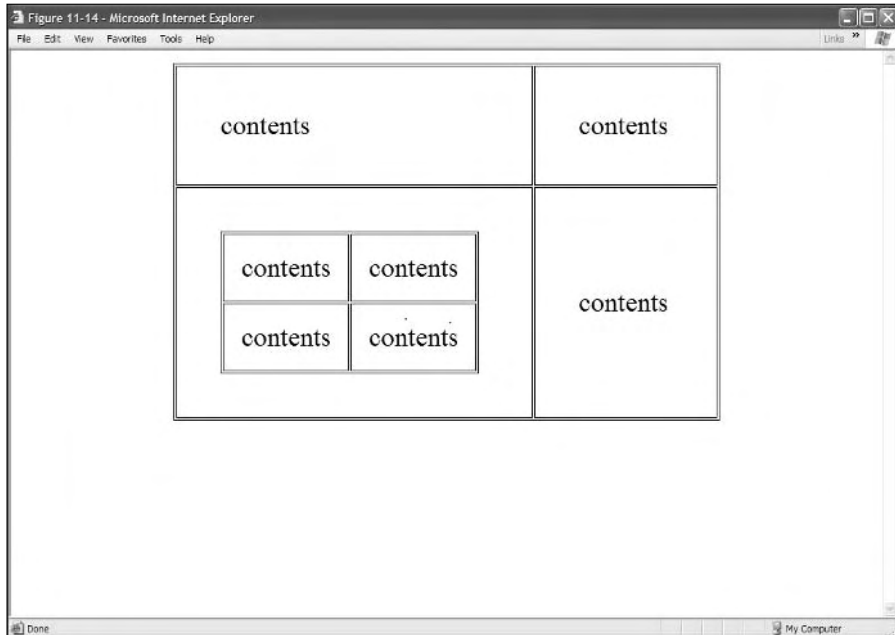 Figure 11-14 - Microsoft Internet Explorer
File Edit View Favorites Tools Help Links »
contents contents
contents contents
contents
contents contents
Done My Computer